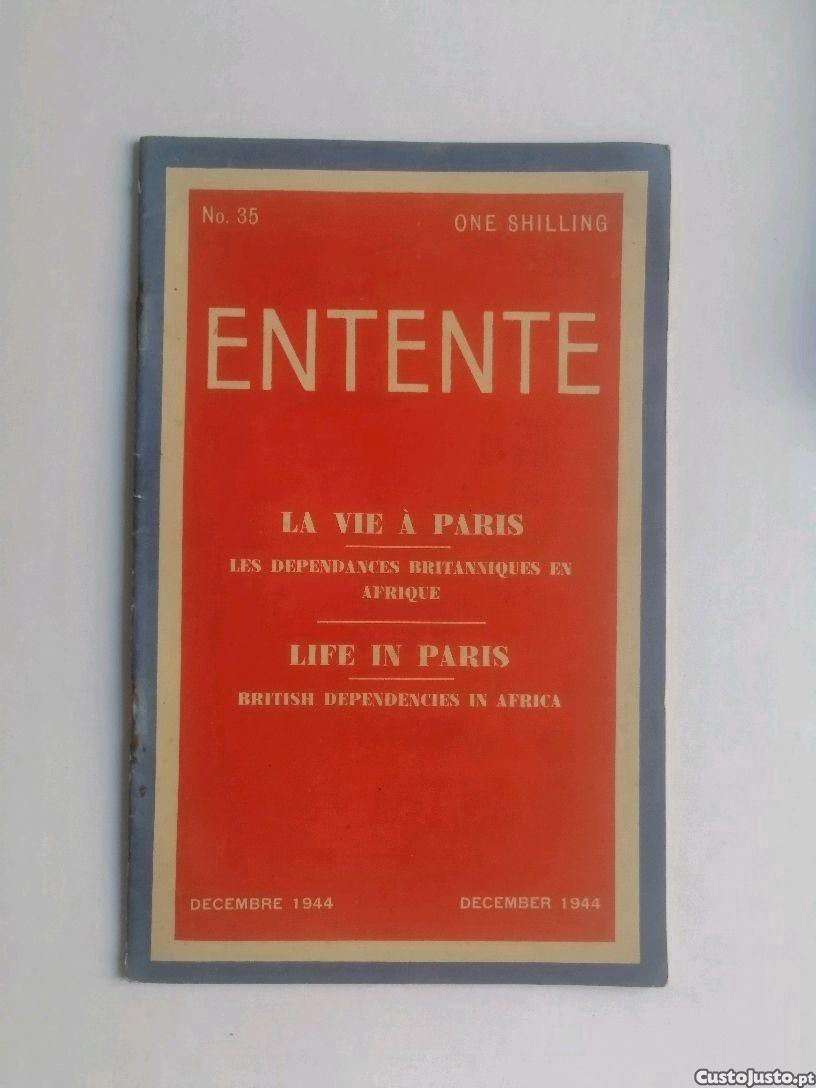 No. 35
ONE SHILLING
ENTENTE
LA VIE À PARIS
LES DEPENDANCES BRITANNIQUES EN
AFRIQUE
LIFE IN PARIS
BRITISH DEPENDENCIES IN AFRICA
DECEMBRE 1944
DECEMBER 1944
CustoJusto.pt